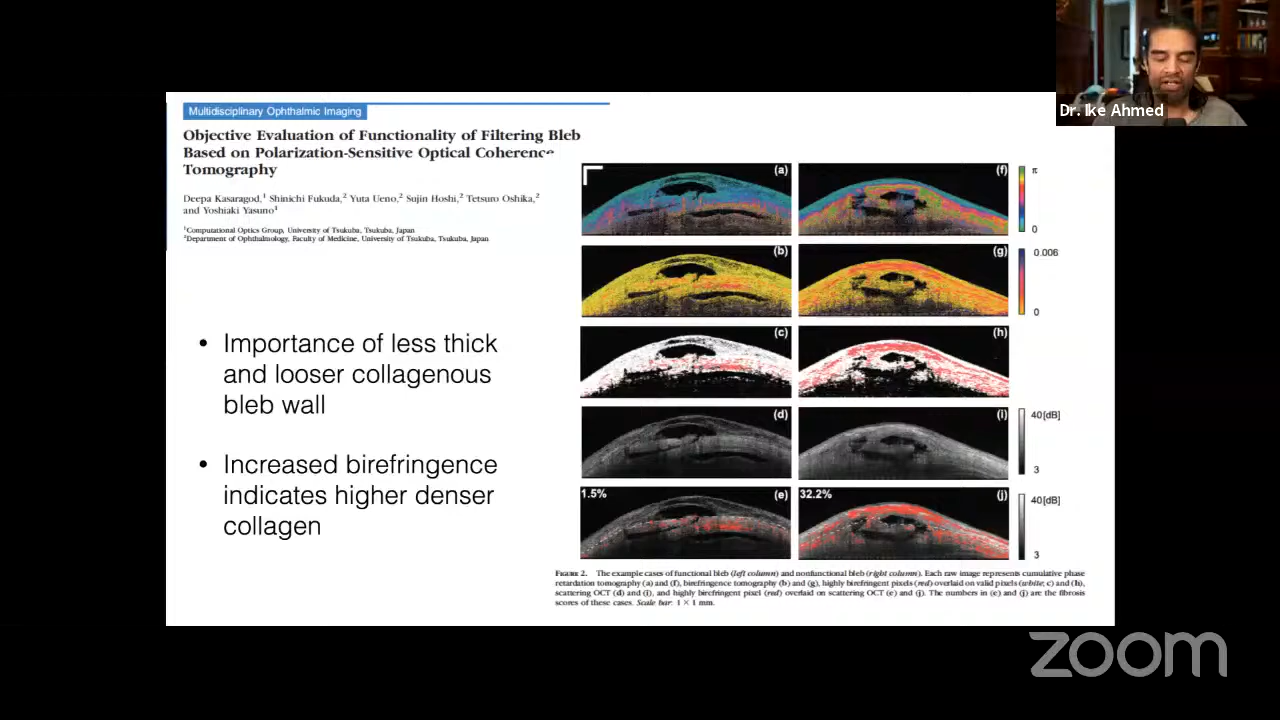 Dr. Ike Ahmed
Multidisciplinary Ophthalmic Imaging
Objective Evaluation of Functionality of Filtering Bleb
Based on Polarization-Sensitive Optical Coherence
Tomography
Deepa Kasaragod,1 Shinichi Fukuda,2 Yuta Ueno,2 Sujin Hoshi,2 Tetsuro Oshika,2
and Yoshiaki Yasuno1
1Computational Optics Group, University of Tsukuba, Tsukuba, Japan
2Department of Ophthalmology, Faculty of Medicine, University of Tsukuba, Tsukuba, Japan
• Importance of less thick
and looser collagenous
bleb wall
• Increased birefringence
indicates higher denser
collagen
(a)
(f)
π
0
(b)
(g)
0.006
0
(c)
(h)
(d)
(i)
40[dB]
3
1.5%
(e)
32.2%
(j)
40[dB]
3
FIGURE 2. The example cases of functional bleb (left column) and nonfunctional bleb (right column). Each raw image represents cumulative phase
retardation tomography (a) and (f), birefringence tomography (b) and (g), highly birefringent pixels (red) overlaid on valid pixels (white; c) and (h),
scattering OCT (d) and (i), and highly birefringent pixel (red) overlaid on scattering OCT (e) and (j). The numbers in (e) and (j) are the fibrosis
scores of these cases. Scale bar: 1 × 1 mm.
zoom